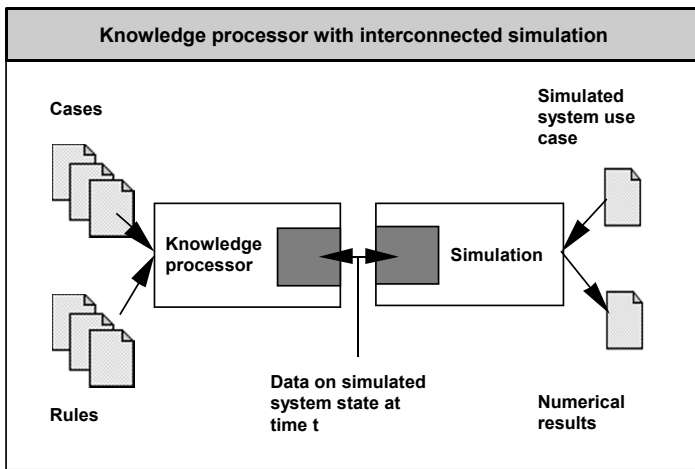 Knowledge processor with interconnected simulation
Cases
Simulated
system use
case
Knowledge
processor
Simulation
Data on simulated
system state at
time t
Rules
Numerical
results